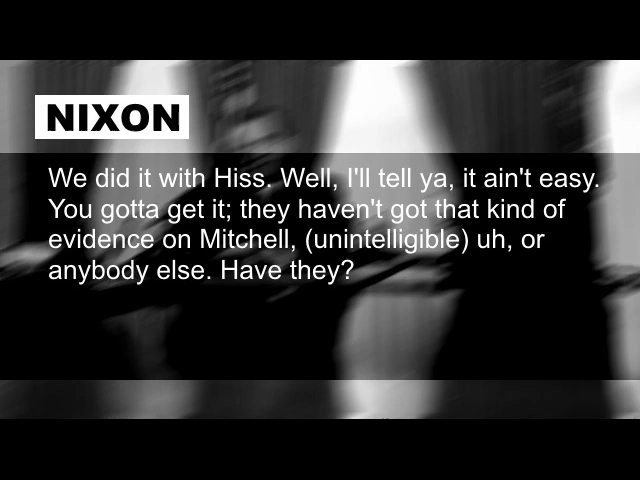 NIXON
We did it with Hiss. Well, I'll tell ya, it ain't easy.
You gotta get it; they haven't got that kind of
evidence on Mitchell, (unintelligible) uh, or
anybody else. Have they?